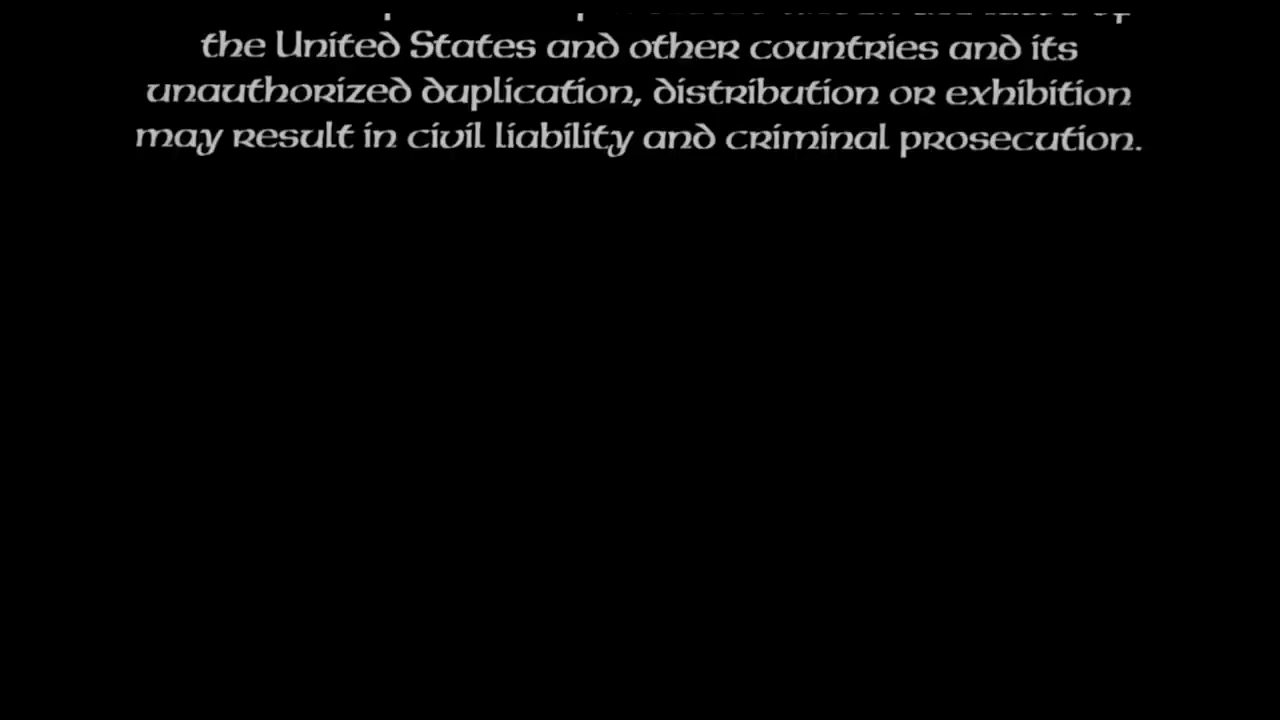 the United States and other countries and its
unauthorized duplication, distribution or exhibition
may result in civil liability and criminal prosecution.